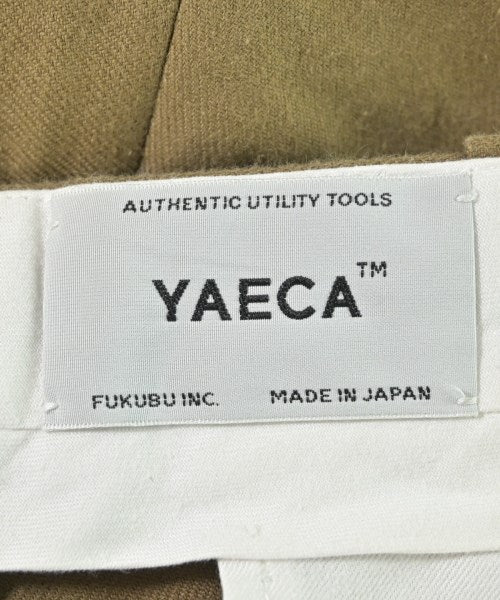 AUTHENTIC UTILITY TOOLS
YAECA™
FUKUBU INC. MADE IN JAPAN